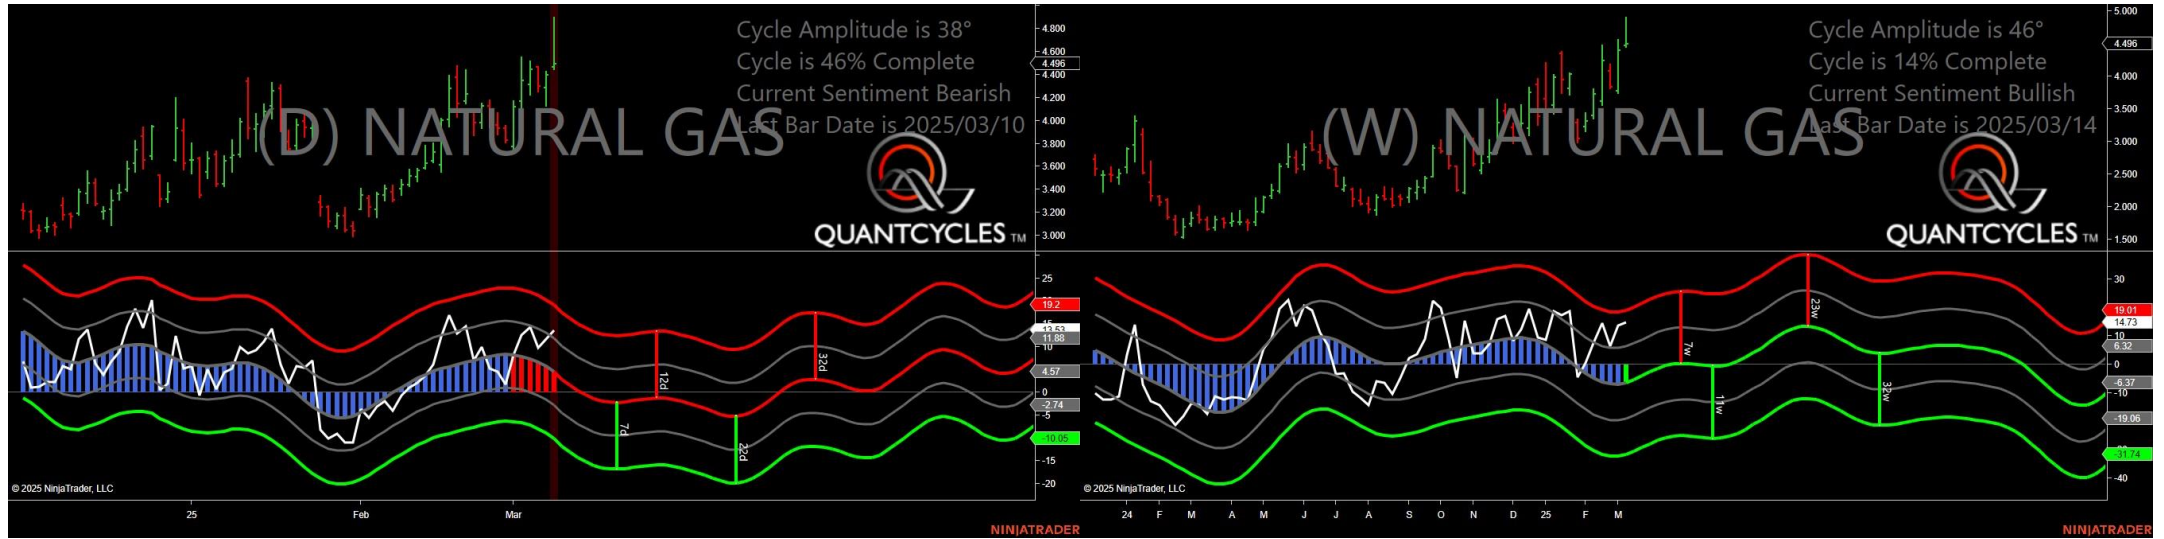 Cycle Amplitude is 38°
Cycle is 46% Complete
Current Sentiment Bearish
Last Bar Date is 2025/03/10
(D) NATURAL GAS
QUANTCYCLES TM
4.800
4.600
4.496
4.400
4.200
4.000
3.800
3.600
3.400
3.200
3.000
25
19.2
15
13.53
11.88
10
4.57
0
-2.74
-5
-10.05
-15
-20
7d
12d
22d
32d
© 2025 NinjaTrader, LLC
25 Feb Mar
NINJATRADER
Cycle Amplitude is 46°
Cycle is 14% Complete
Current Sentiment Bullish
Last Bar Date is 2025/03/14
(W) NATURAL GAS
QUANTCYCLES TM
5.000
4.496
4.000
3.500
3.000
2.500
2.000
1.500
30
19.01
14.73
10
6.32
0
-6.37
-10
-19.06
-31.74
-40
7w
11w
23w
32w
© 2025 NinjaTrader, LLC
24 F M A M J J A S O N D 25 F M
NINJATRADER